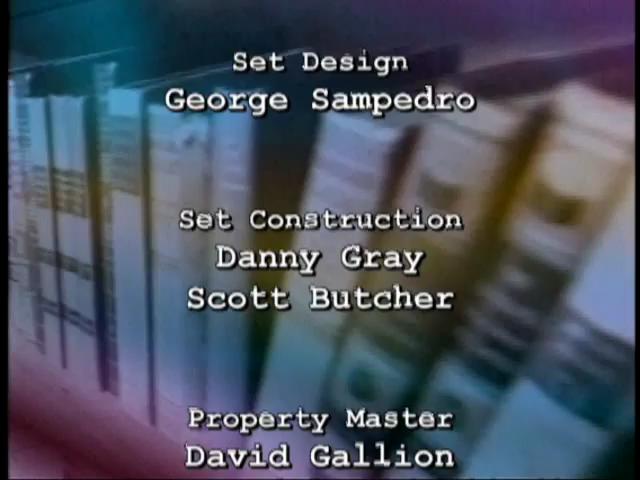 Set Design
George Sampedro
Set Construction
Danny Gray
Scott Butcher
Property Master
David Gallion